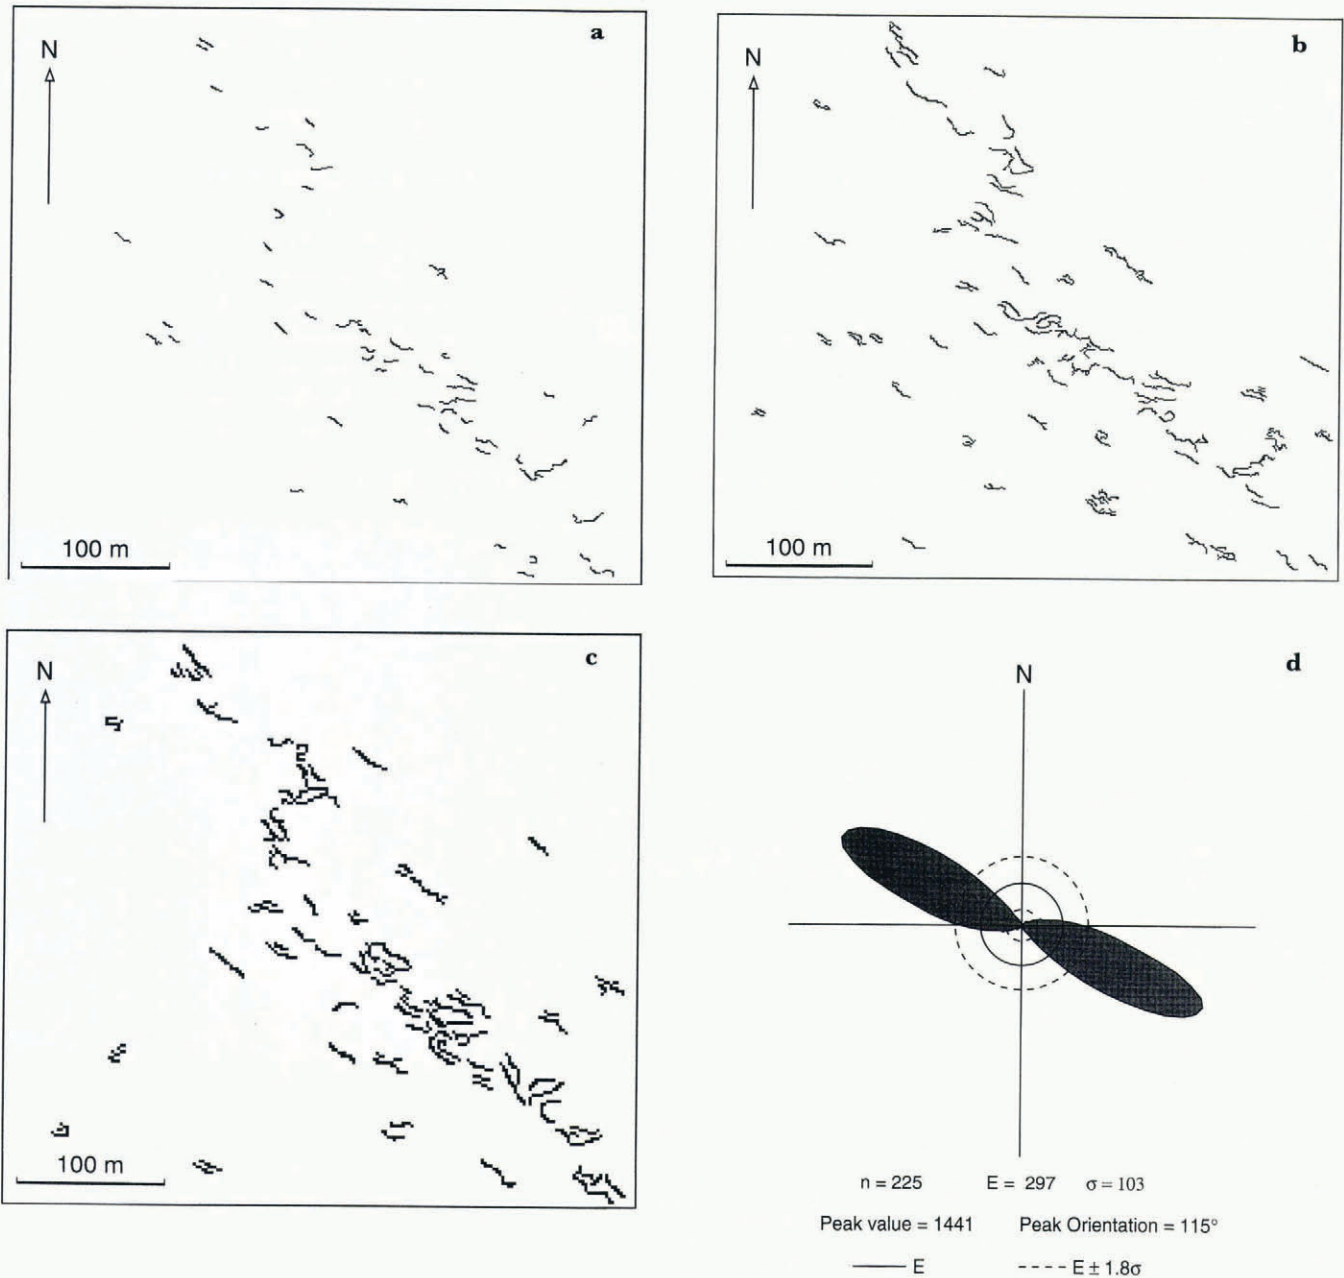 a
N
100 m
b
N
100 m
c
N
100 m
d
N
n = 225 E = 297 σ = 103
Peak value = 1441 Peak Orientation = 115°
E E ± 1.8σ